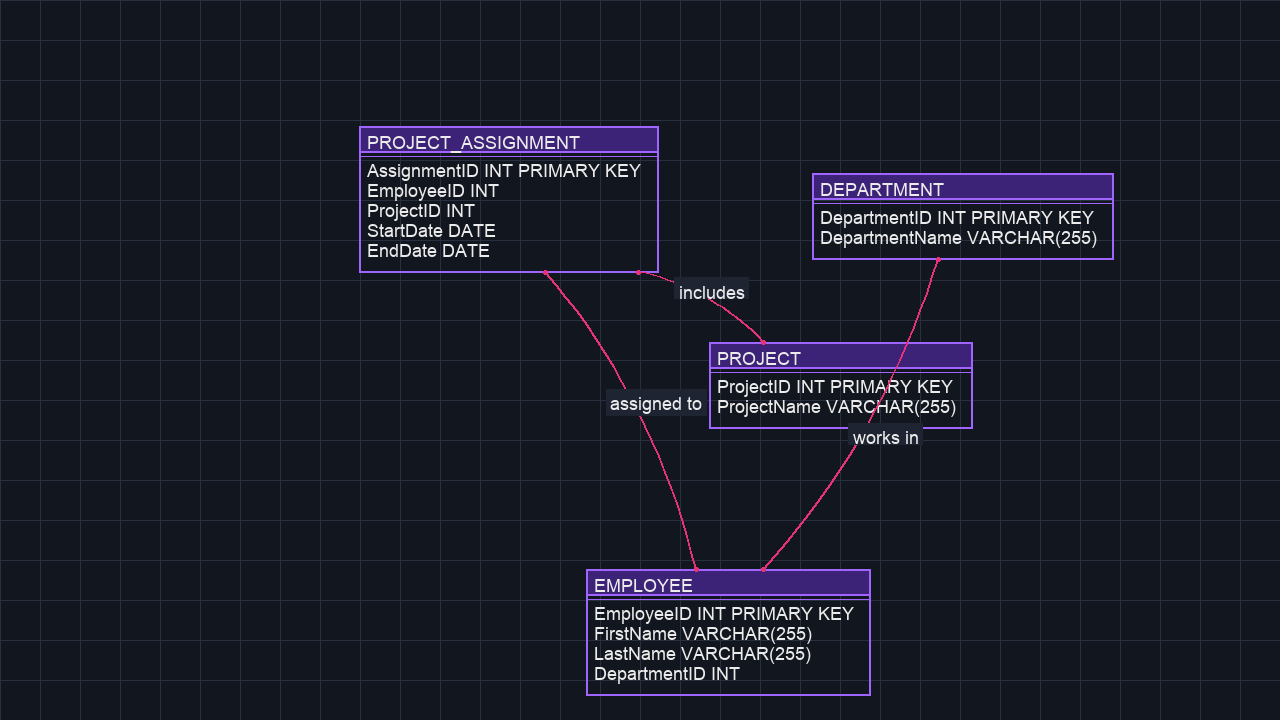 PROJECT_ASSIGNMENT
AssignmentID INT PRIMARY KEY
EmployeeID INT
ProjectID INT
StartDate DATE
EndDate DATE
DEPARTMENT
DepartmentID INT PRIMARY KEY
DepartmentName VARCHAR(255)
includes
PROJECT
ProjectID INT PRIMARY KEY
ProjectName VARCHAR(255)
assigned to
works in
EMPLOYEE
EmployeeID INT PRIMARY KEY
FirstName VARCHAR(255)
LastName VARCHAR(255)
DepartmentID INT